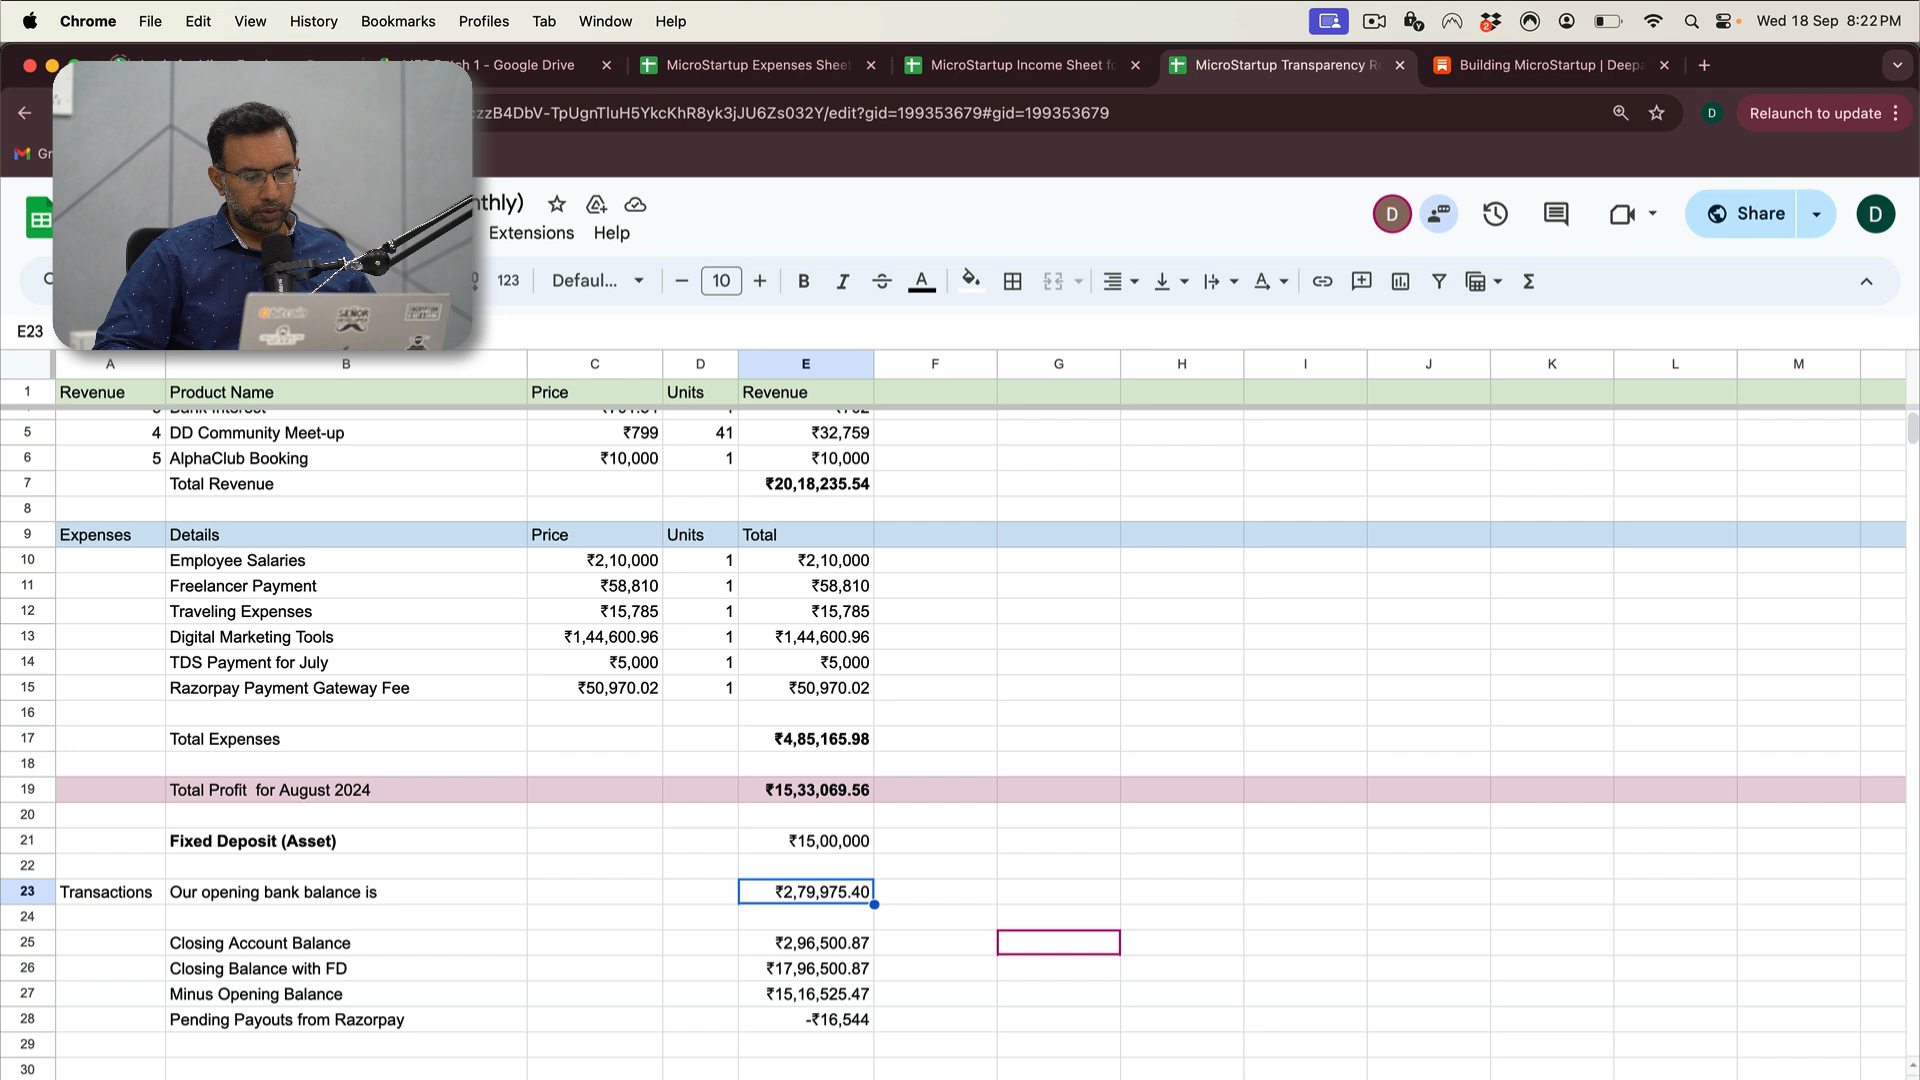 Chrome File Edit View History Bookmarks Profiles Tab Window Help Wed 18 Sep 8:22 PM
1 - Google Drive MicroStartup Expenses Sheet MicroStartup Income Sheet fo MicroStartup Transparency R Building MicroStartup | Deepa
zzB4DbV-TpUgnTluH5YkcKhR8yk3jJU6Zs032Y/edit?gid=199353679#gid=199353679 D Relaunch to update
Gr
nthly) D Share D
Extensions Help
123 Defaul... 10
bitcoin SEÑOR
E23
A B C D E F G H I J K L M
1 Revenue Product Name Price Units Revenue
5 4 DD Community Meet-up ₹799 41 ₹32,759
6 5 AlphaClub Booking ₹10,000 1 ₹10,000
7 Total Revenue ₹20,18,235.54
8
9 Expenses Details Price Units Total
10 Employee Salaries ₹2,10,000 1 ₹2,10,000
11 Freelancer Payment ₹58,810 1 ₹58,810
12 Traveling Expenses ₹15,785 1 ₹15,785
13 Digital Marketing Tools ₹1,44,600.96 1 ₹1,44,600.96
14 TDS Payment for July ₹5,000 1 ₹5,000
15 Razorpay Payment Gateway Fee ₹50,970.02 1 ₹50,970.02
16
17 Total Expenses ₹4,85,165.98
18
19 Total Profit for August 2024 ₹15,33,069.56
20
21 Fixed Deposit (Asset) ₹15,00,000
22
23 Transactions Our opening bank balance is ₹2,79,975.40
24
25 Closing Account Balance ₹2,96,500.87
26 Closing Balance with FD ₹17,96,500.87
27 Minus Opening Balance ₹15,16,525.47
28 Pending Payouts from Razorpay -₹16,544
29
30